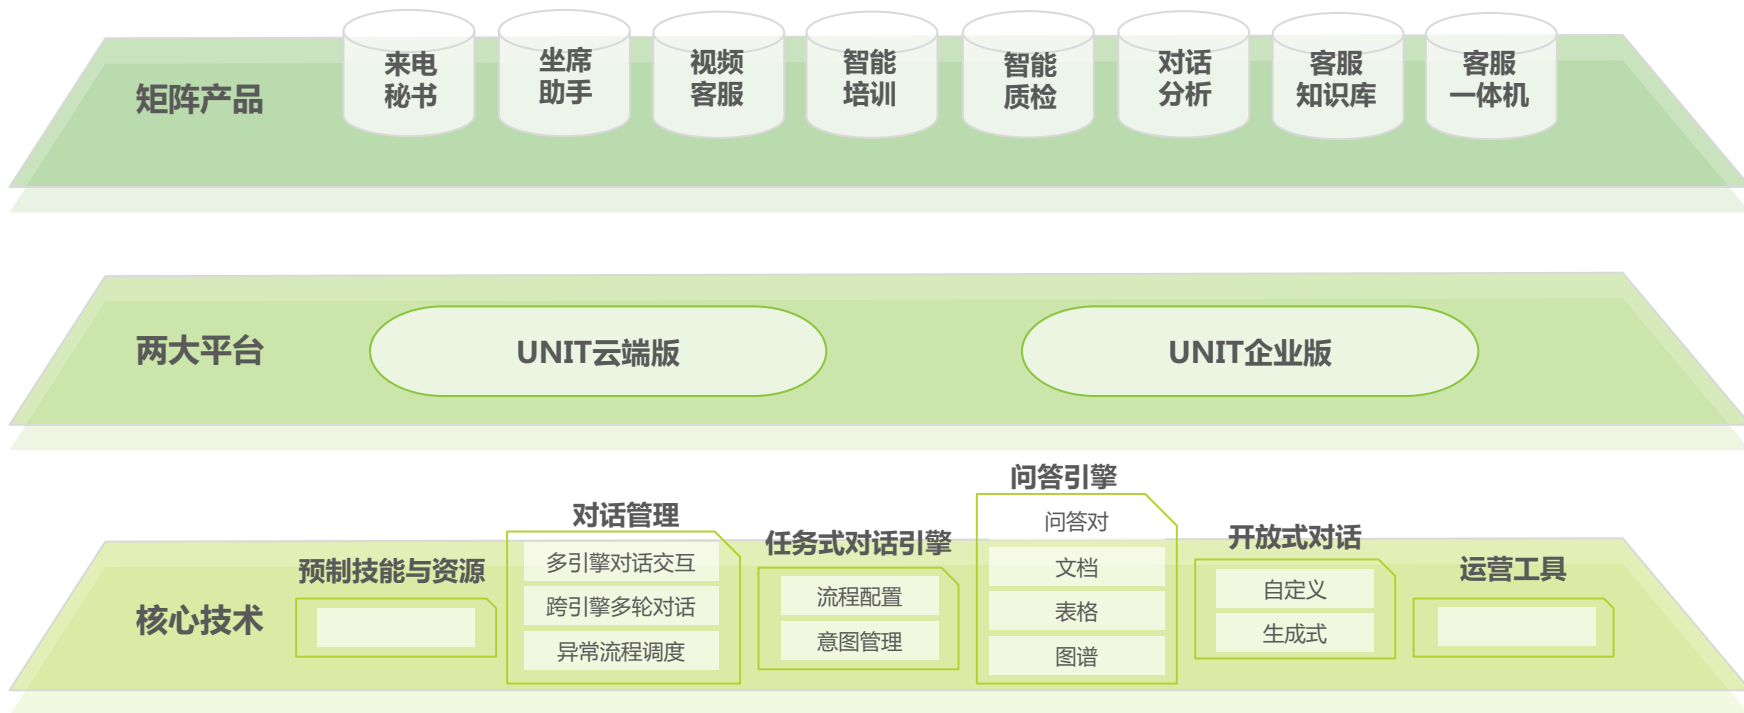 矩阵产品
来电
秘书
坐席
助手
视频
客服
智能
培训
智能
质检
对话
分析
客服
知识库
客服
一体机
两大平台
UNIT云端版
UNIT企业版
核心技术
预制技能与资源
对话管理
多引擎对话交互
跨引擎多轮对话
异常流程调度
任务式对话引擎
流程配置
意图管理
问答引擎
问答对
文档
表格
图谱
开放式对话
自定义
生成式
运营工具